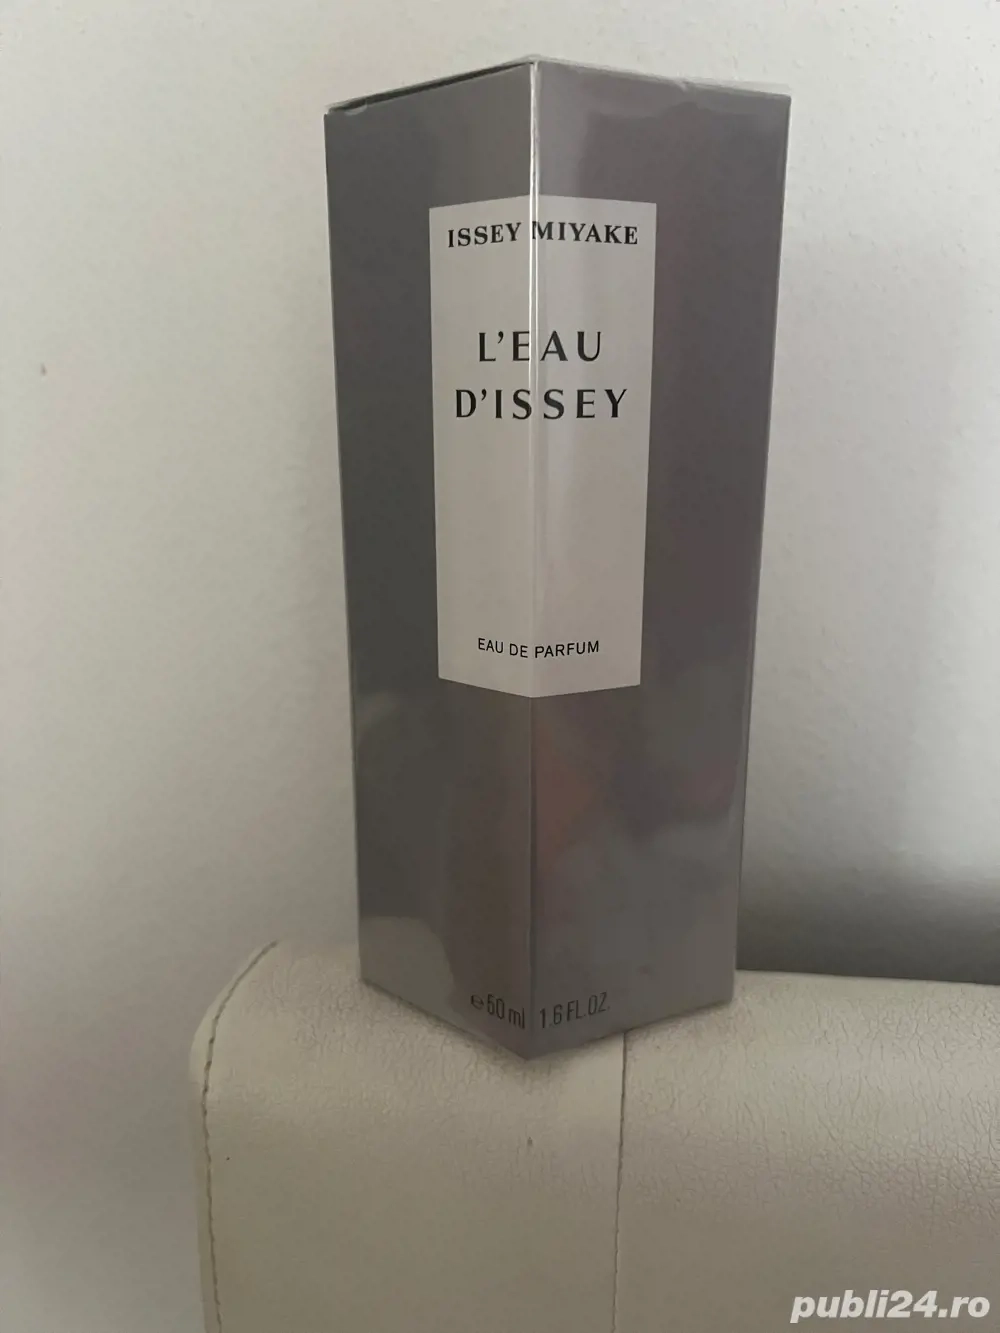 ISSEY MIYAKE
L'EAU
D'ISSEY
EAU DE PARFUM
e 50 ml 1.6 FL.OZ.
publi24.ro